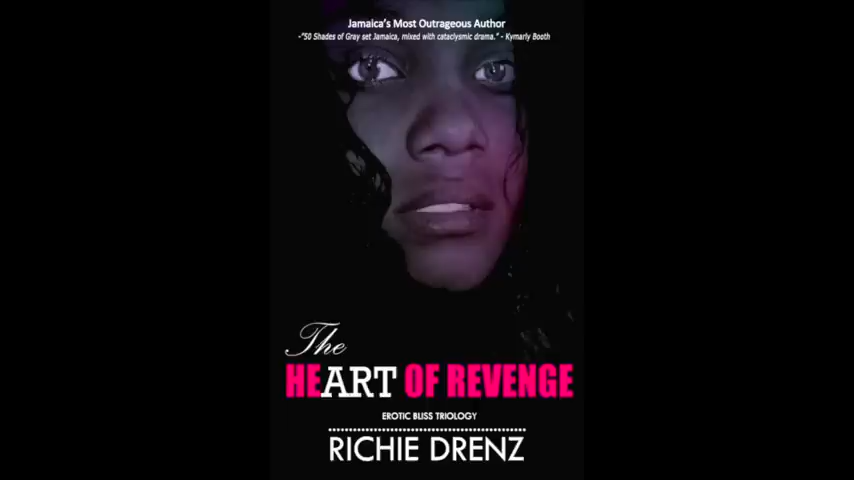 Jamaica's Most Outrageous Author
-"50 Shades of Gray set Jamaica, mixed with cataclysmic drama." - Kymarly Booth
The
HEART OF REVENGE
EROTIC BLISS TRIOLOGY
RICHIE DRENZ